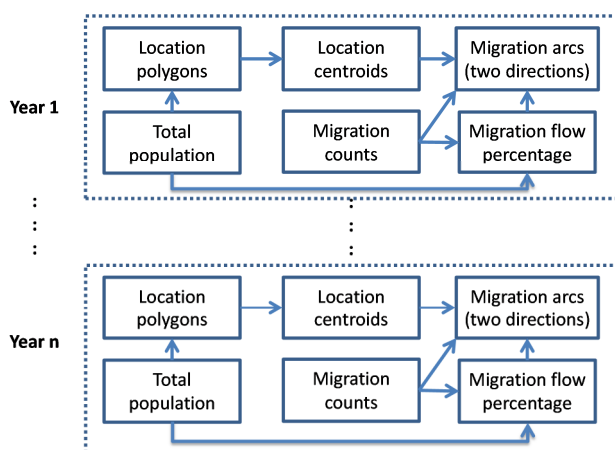 Location
polygons
Location
centroids
Migration arcs
(two directions)
Year 1
Total
population
Migration
counts
Migration flow
percentage
Location
polygons
Location
centroids
Migration arcs
(two directions)
Year n
Total
population
Migration
counts
Migration flow
percentage